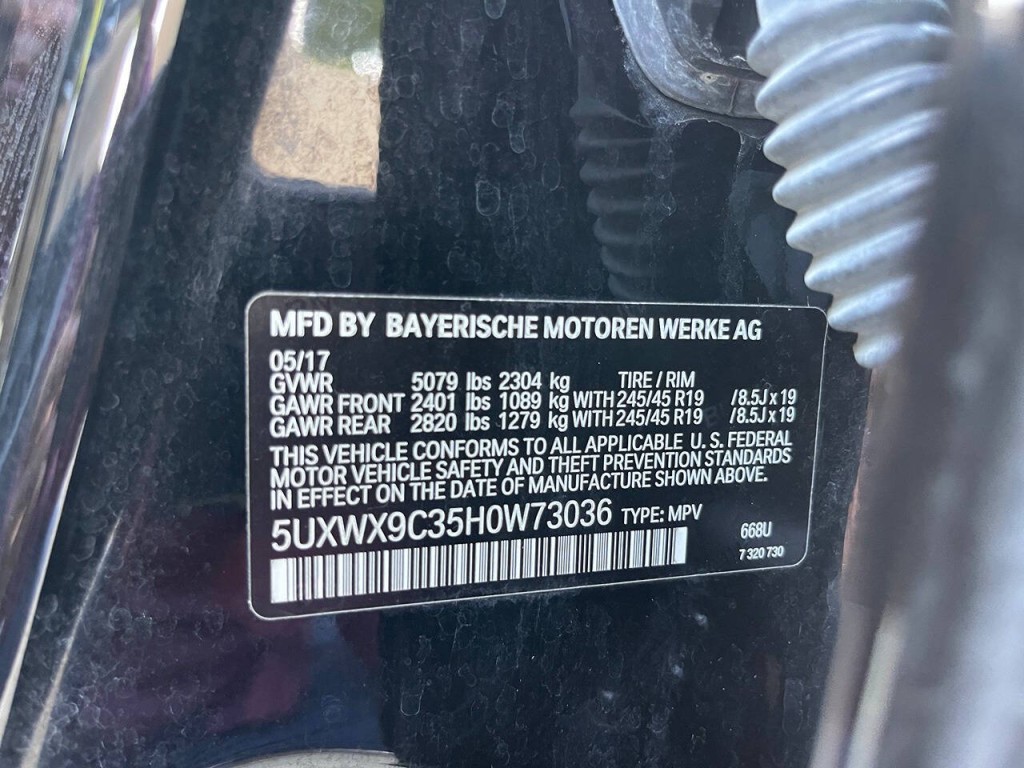 MFD BY BAYERISCHE MOTOREN WERKE AG
05/17
GVWR 5079 lbs 2304 kg TIRE / RIM
GAWR FRONT 2401 lbs 1089 kg WITH 245/45 R19 /8.5J x 19
GAWR REAR 2820 lbs 1279 kg WITH 245/45 R19 /8.5J x 19
THIS VEHICLE CONFORMS TO ALL APPLICABLE U. S. FEDERAL
MOTOR VEHICLE SAFETY AND THEFT PREVENTION STANDARDS
IN EFFECT ON THE DATE OF MANUFACTURE SHOWN ABOVE.
5UXWX9C35H0W73036 TYPE: MPV
668U
7 320 730